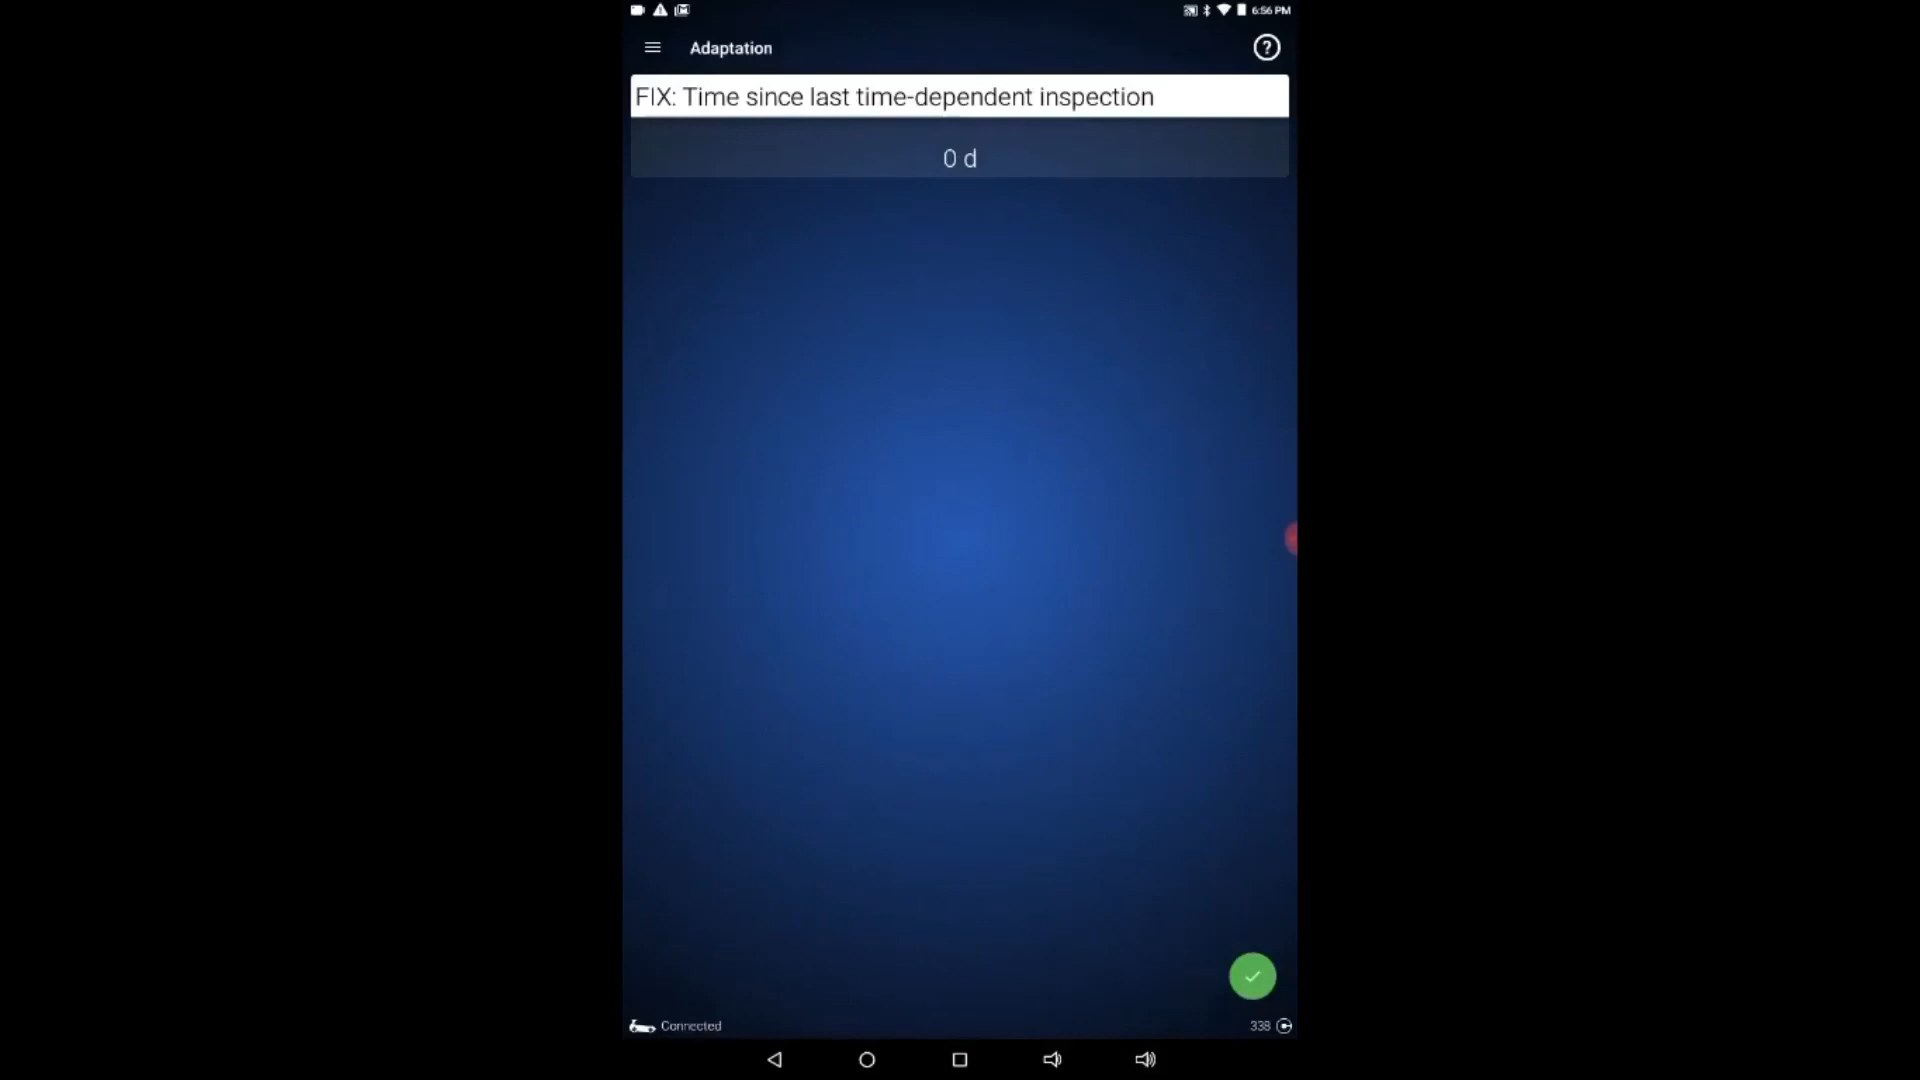 6:56 PM
Adaptation
FIX: Time since last time-dependent inspection
0 d
Connected
338